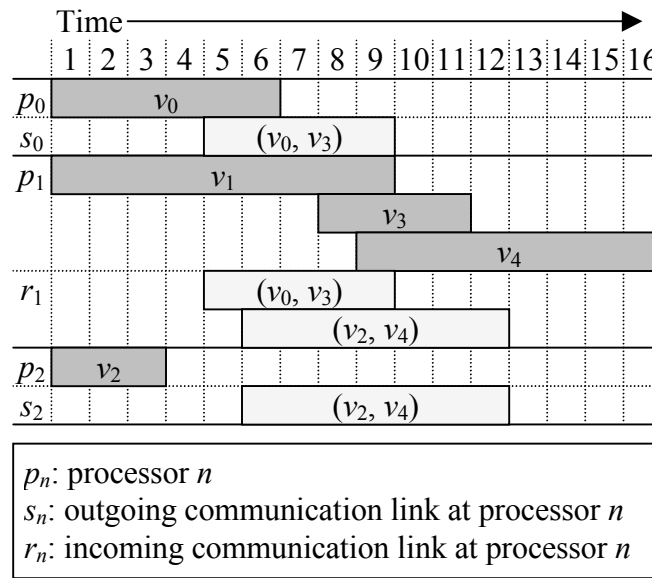 Time
1 2 3 4 5 6 7 8 9 10 11 12 13 14 15 16
p0 v0
s0 (v0, v3)
p1 v1
v3
v4
r1 (v0, v3)
(v2, v4)
p2 v2
s2 (v2, v4)
pn: processor n
sn: outgoing communication link at processor n
rn: incoming communication link at processor n